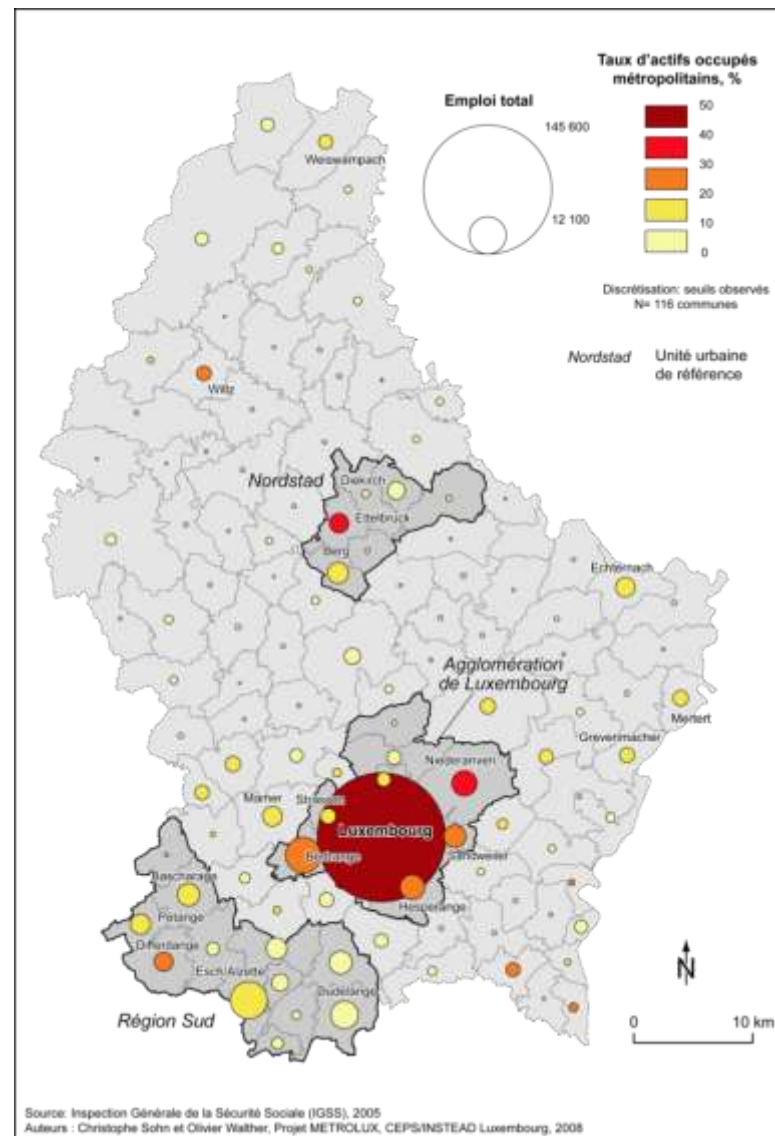 Taux d'actifs occupés
métropolitains, %
50
40
30
20
10
0
Emploi total
145 600
12 100
Discrétisation: seuils observés
N= 116 communes
Nordstad
Unité urbaine
de référence
Weiswampach
Wiltz
Nordstad
Diekirch
Ettelbruck
Berg
Echternach
Agglomération
de Luxembourg
Mertert
Grevenmacher
Niederanven
Mamer
Strassen
Luxembourg
Bertrange
Sandweiler
Hesperange
Bascharage
Petange
Differdange
Esch/Alzette
Dudelange
Région Sud
N
0
10 km
Source: Inspection Générale de la Sécurité Sociale (IGSS), 2005
Auteurs : Christophe Sohn et Olivier Walther, Projet METROLUX, CEPS/INSTEAD Luxembourg, 2008